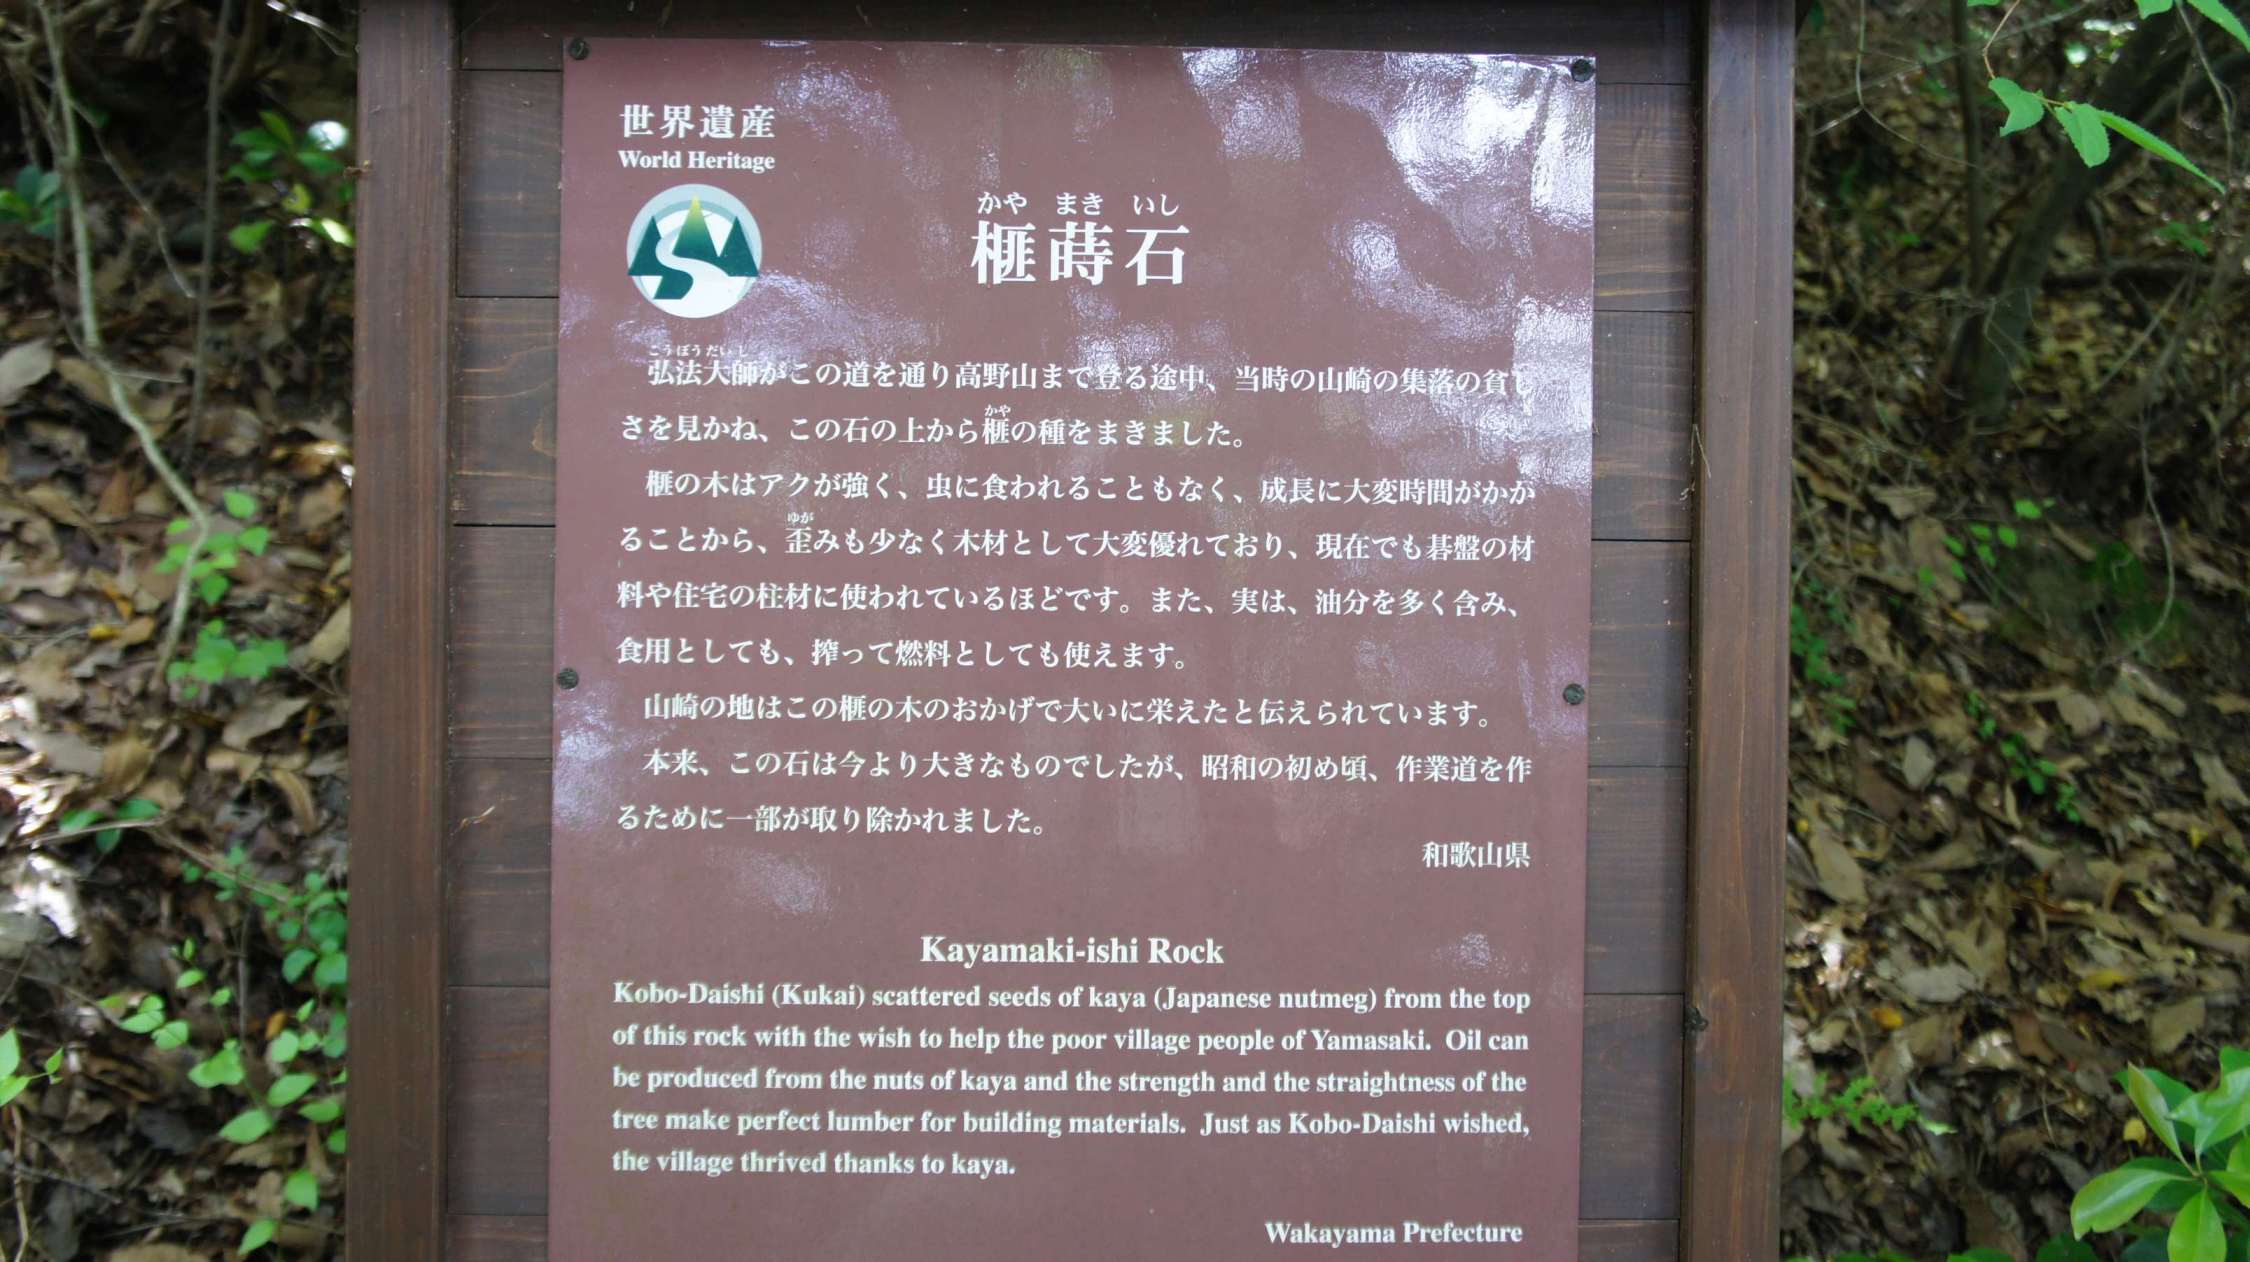 世界遺産
World Heritage
かや まき いし
榧蒔石
こうぼうだいし
弘法大師がこの道を通り高野山まで登る途中、当時の山崎の集落の貧し
かや
さを見かね、この石の上から榧の種をまきました。
榧の木はアクが強く、虫に食われることもなく、成長に大変時間がかか
ゆが
ることから、歪みも少なく木材として大変優れており、現在でも碁盤の材
料や住宅の柱材に使われているほどです。また、実は、油分を多く含み、
食用としても、搾って燃料としても使えます。
山崎の地はこの榧の木のおかげで大いに栄えたと伝えられています。
本来、この石は今より大きなものでしたが、昭和の初め頃、作業道を作
るために一部が取り除かれました。
和歌山県
Kayamaki-ishi Rock
Kobo-Daishi (Kukai) scattered seeds of kaya (Japanese nutmeg) from the top
of this rock with the wish to help the poor village people of Yamasaki. Oil can
be produced from the nuts of kaya and the strength and the straightness of the
tree make perfect lumber for building materials. Just as Kobo-Daishi wished,
the village thrived thanks to kaya.
Wakayama Prefecture